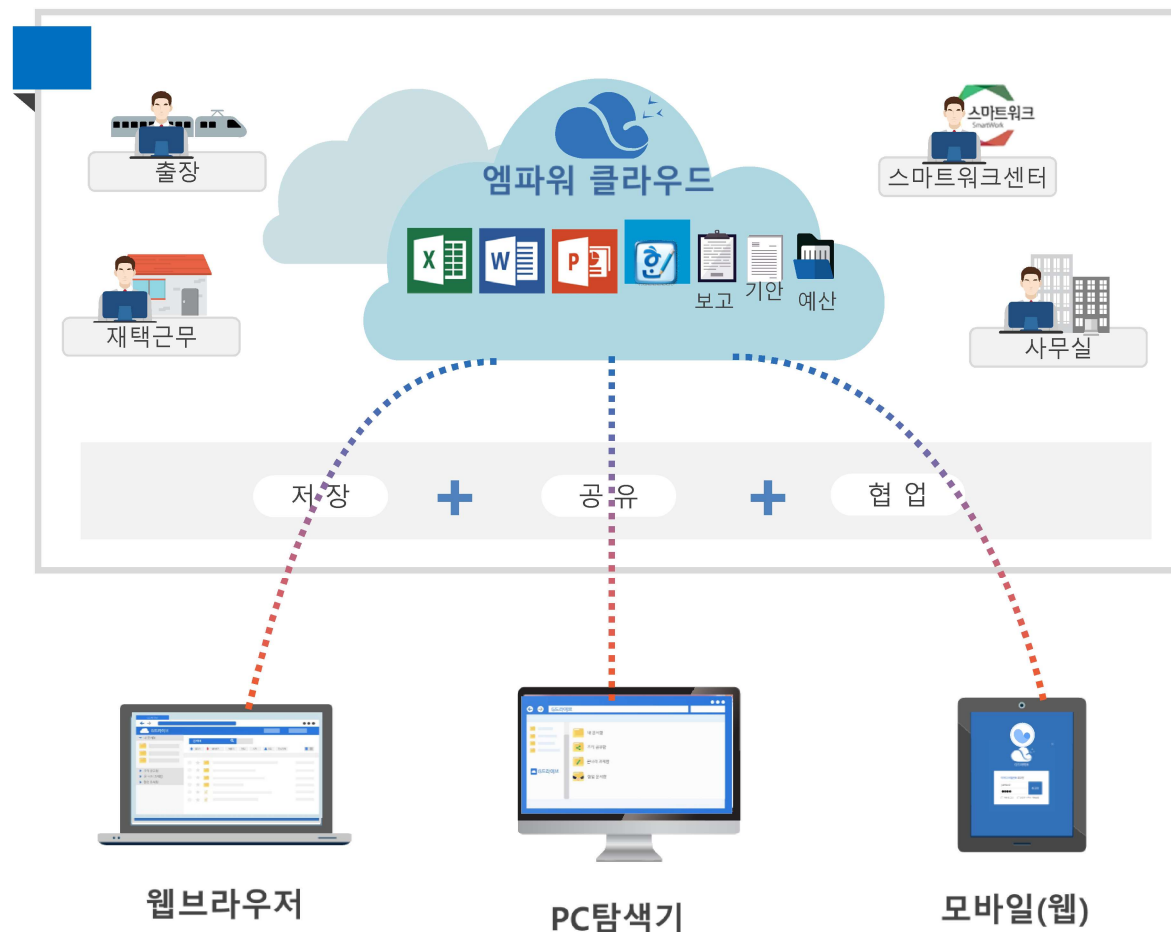 출장
재택근무
엠파워 클라우드
X
W
P
한
보고
기안
예산
스마트워크
SmartWork
스마트워크센터
사무실
저장
공유
협업
웹브라우저
PC탐색기
모바일(웹)